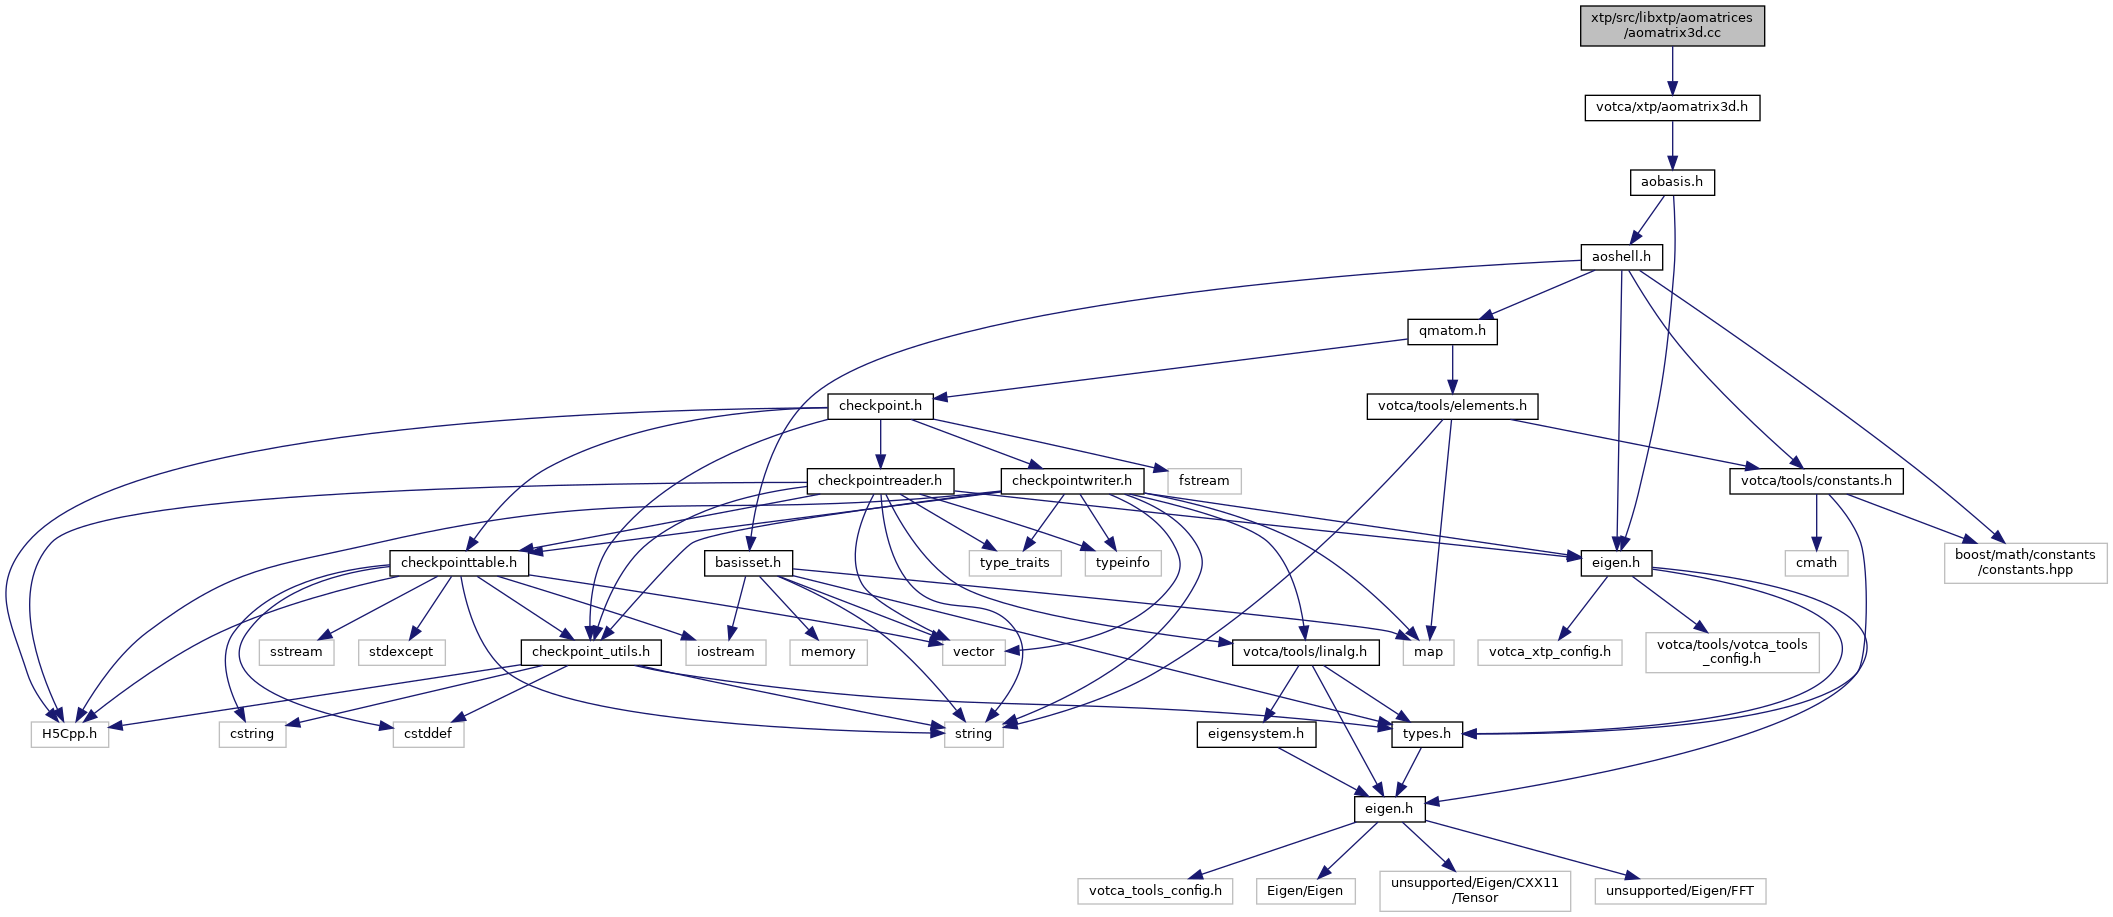 xtp/src/libxtp/aomatrices
/aomatrix3d.cc
votca/xtp/aomatrix3d.h
aobasis.h
aoshell.h
qmatom.h
checkpoint.h
votca/tools/elements.h
checkpointreader.h
checkpointwriter.h
fstream
votca/tools/constants.h
checkpointtable.h
basisset.h
type_traits
typeinfo
eigen.h
cmath
boost/math/constants
/constants.hpp
sstream
stdexcept
checkpoint_utils.h
iostream
memory
vector
votca/tools/linalg.h
map
votca_xtp_config.h
votca/tools/votca_tools
_config.h
H5Cpp.h
cstring
cstddef
string
eigensystem.h
types.h
eigen.h
votca_tools_config.h
Eigen/Eigen
unsupported/Eigen/CXX11
/Tensor
unsupported/Eigen/FFT